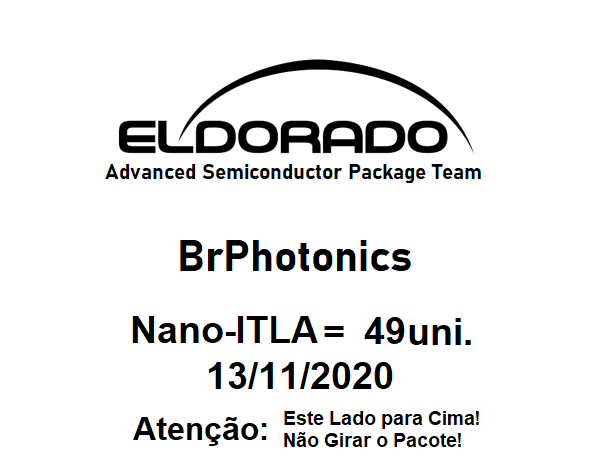 ELDORADO
Advanced Semiconductor Package Team
BrPhotonics
Nano-ITLA = 49uni.
13/11/2020
Atenção: Este Lado para Cima!
Não Girar o Pacote!